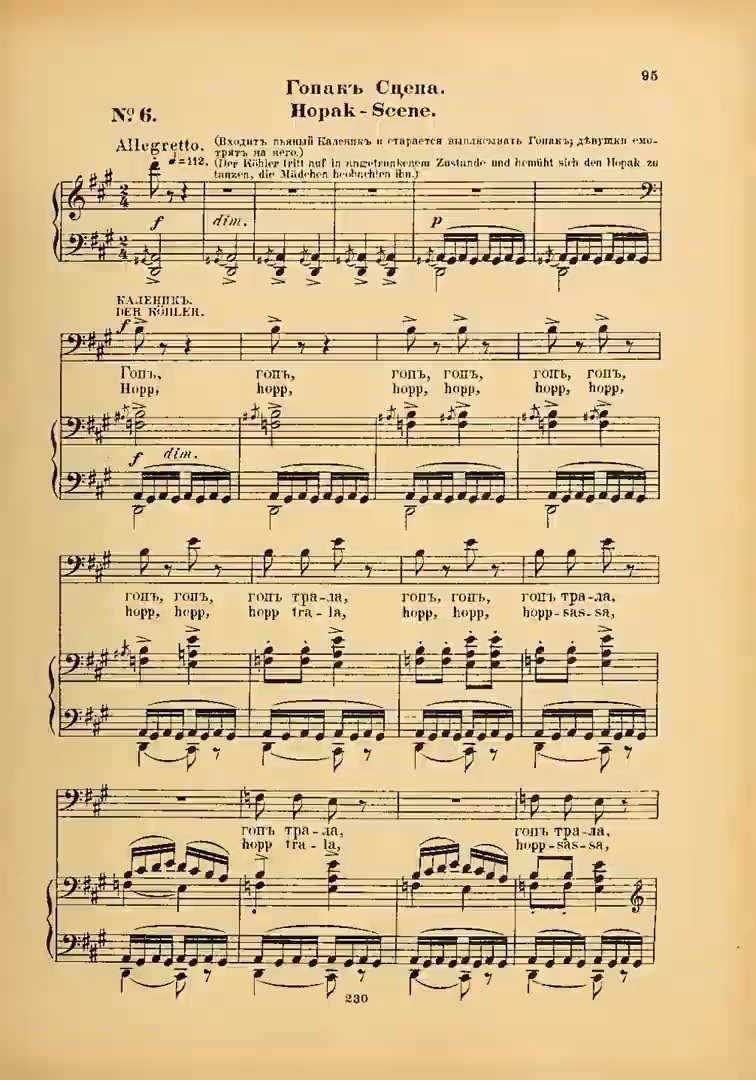 95
Гопакъ Сцена.
№ 6.
Hopak - Scene.
Allegretto. (Входитъ пьяный Каленикъ и старается выплясывать Гопакъ; дѣвушки смо-
♩=112. трятъ на него.)
(Der Köhler tritt auf in angetrunkenem Zustande und bemüht sich den Hopak zu
tanzen, die Mädchen beobachten ihn.)
f dim. p
КАЛЕНИКЪ.
DER KÖHLER.
f
Гопъ, гопъ, гопъ, гопъ, гопъ, гопъ,
Hopp, hopp, hopp, hopp, hopp, hopp,
f dim.
гопъ, гопъ, гопъ тра-ла, гопъ, гопъ, гопъ тра-ла,
hopp, hopp, hopp tra-la, hopp, hopp, hopp-sas-sa,
гопъ тра-ла, гопъ тра-ла.
hopp tra-la, hopp-sas-sa,
230